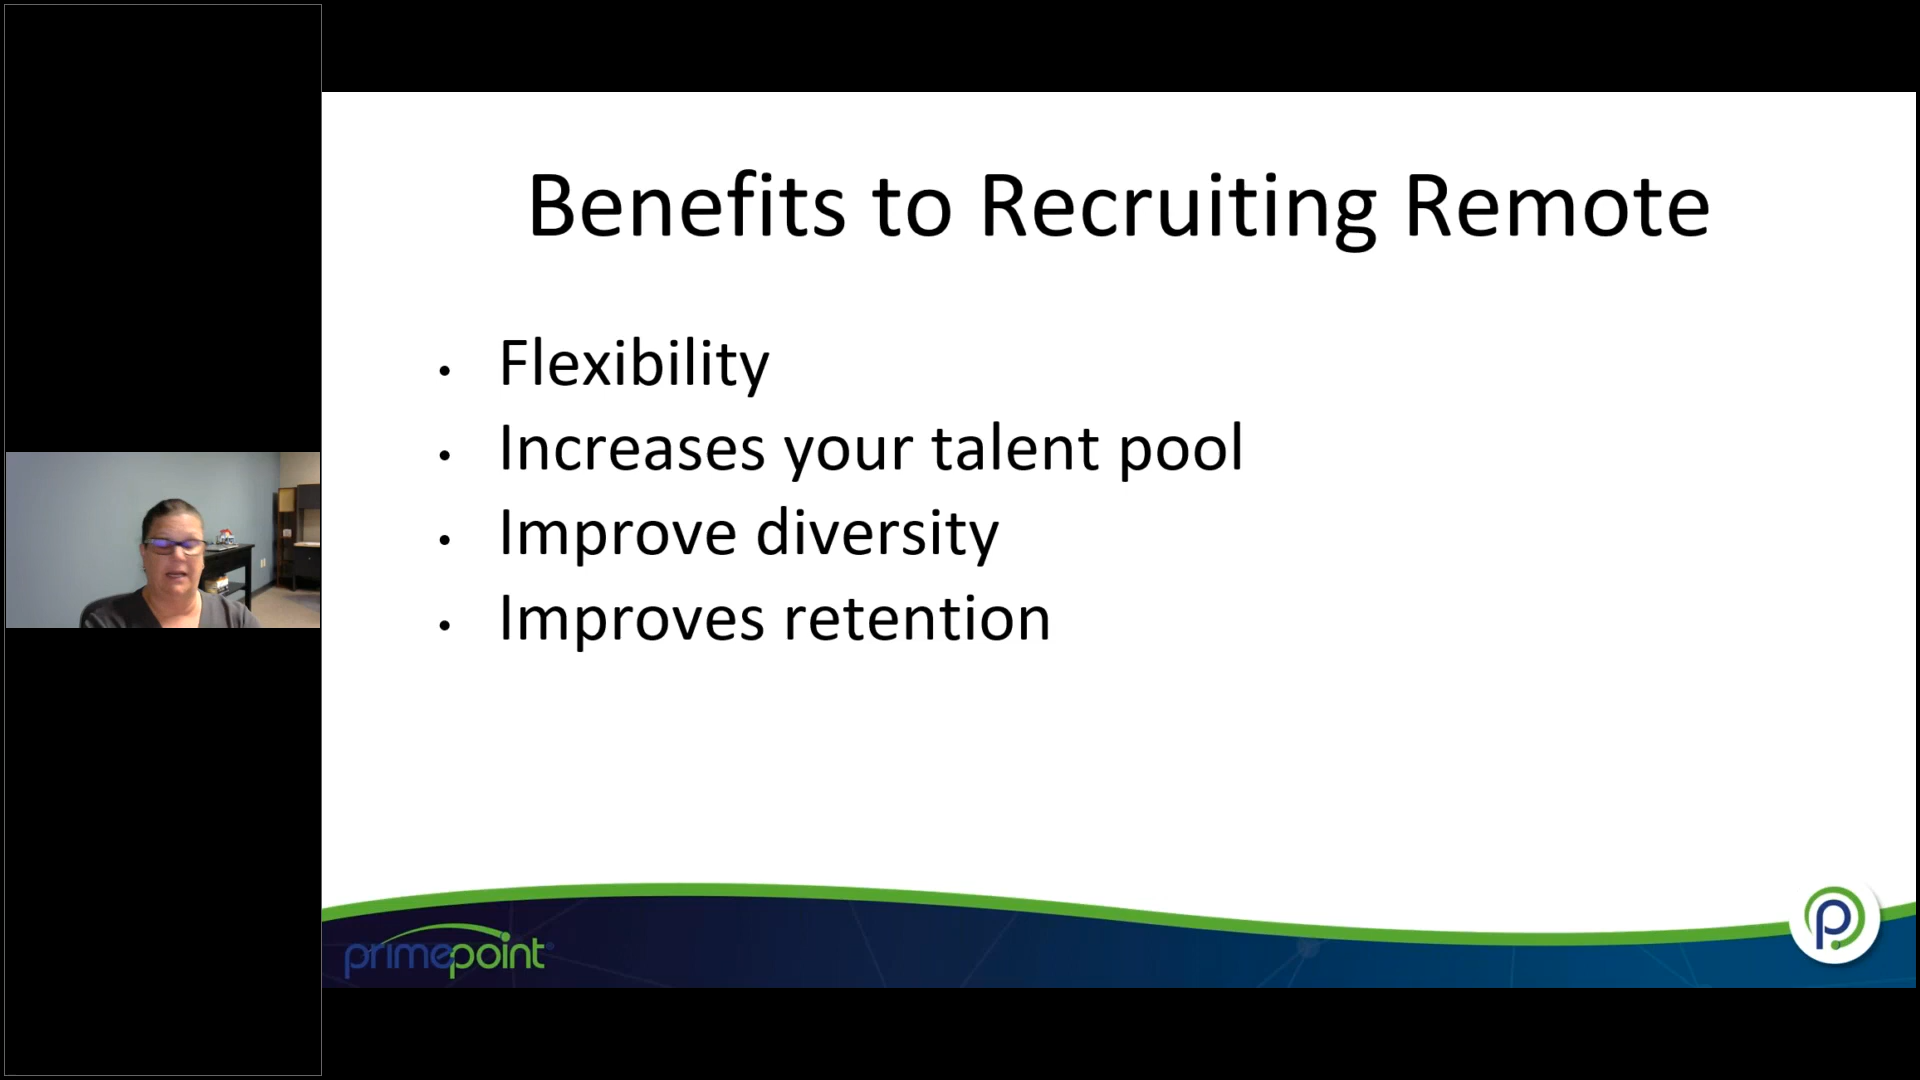 Benefits to Recruiting Remote
• Flexibility
• Increases your talent pool
• Improve diversity
• Improves retention
primepoint®
p